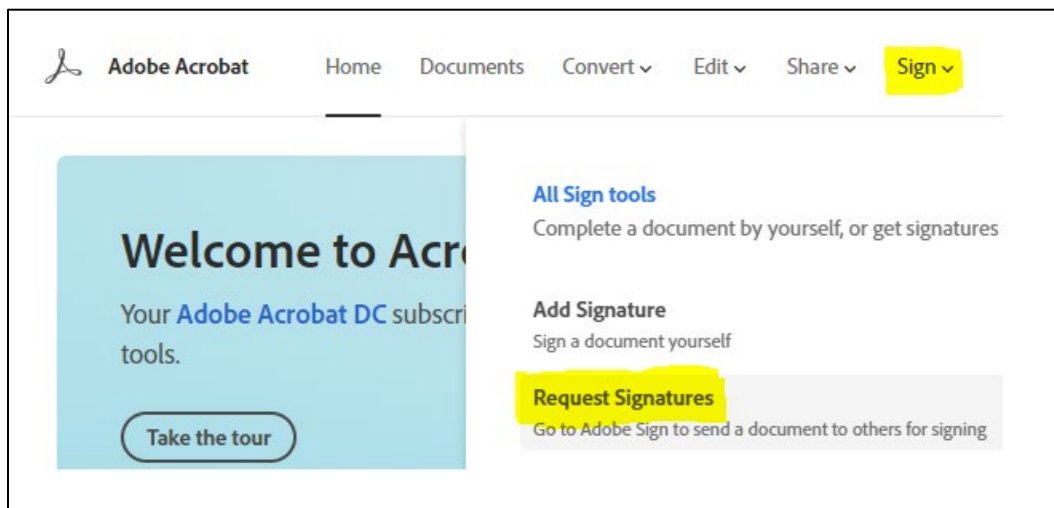 Adobe Acrobat Home Documents Convert Edit Share Sign
All Sign tools
Complete a document by yourself, or get signatures
Welcome to Acro
Your Adobe Acrobat DC subscri
tools.
Take the tour
Add Signature
Sign a document yourself
Request Signatures
Go to Adobe Sign to send a document to others for signing